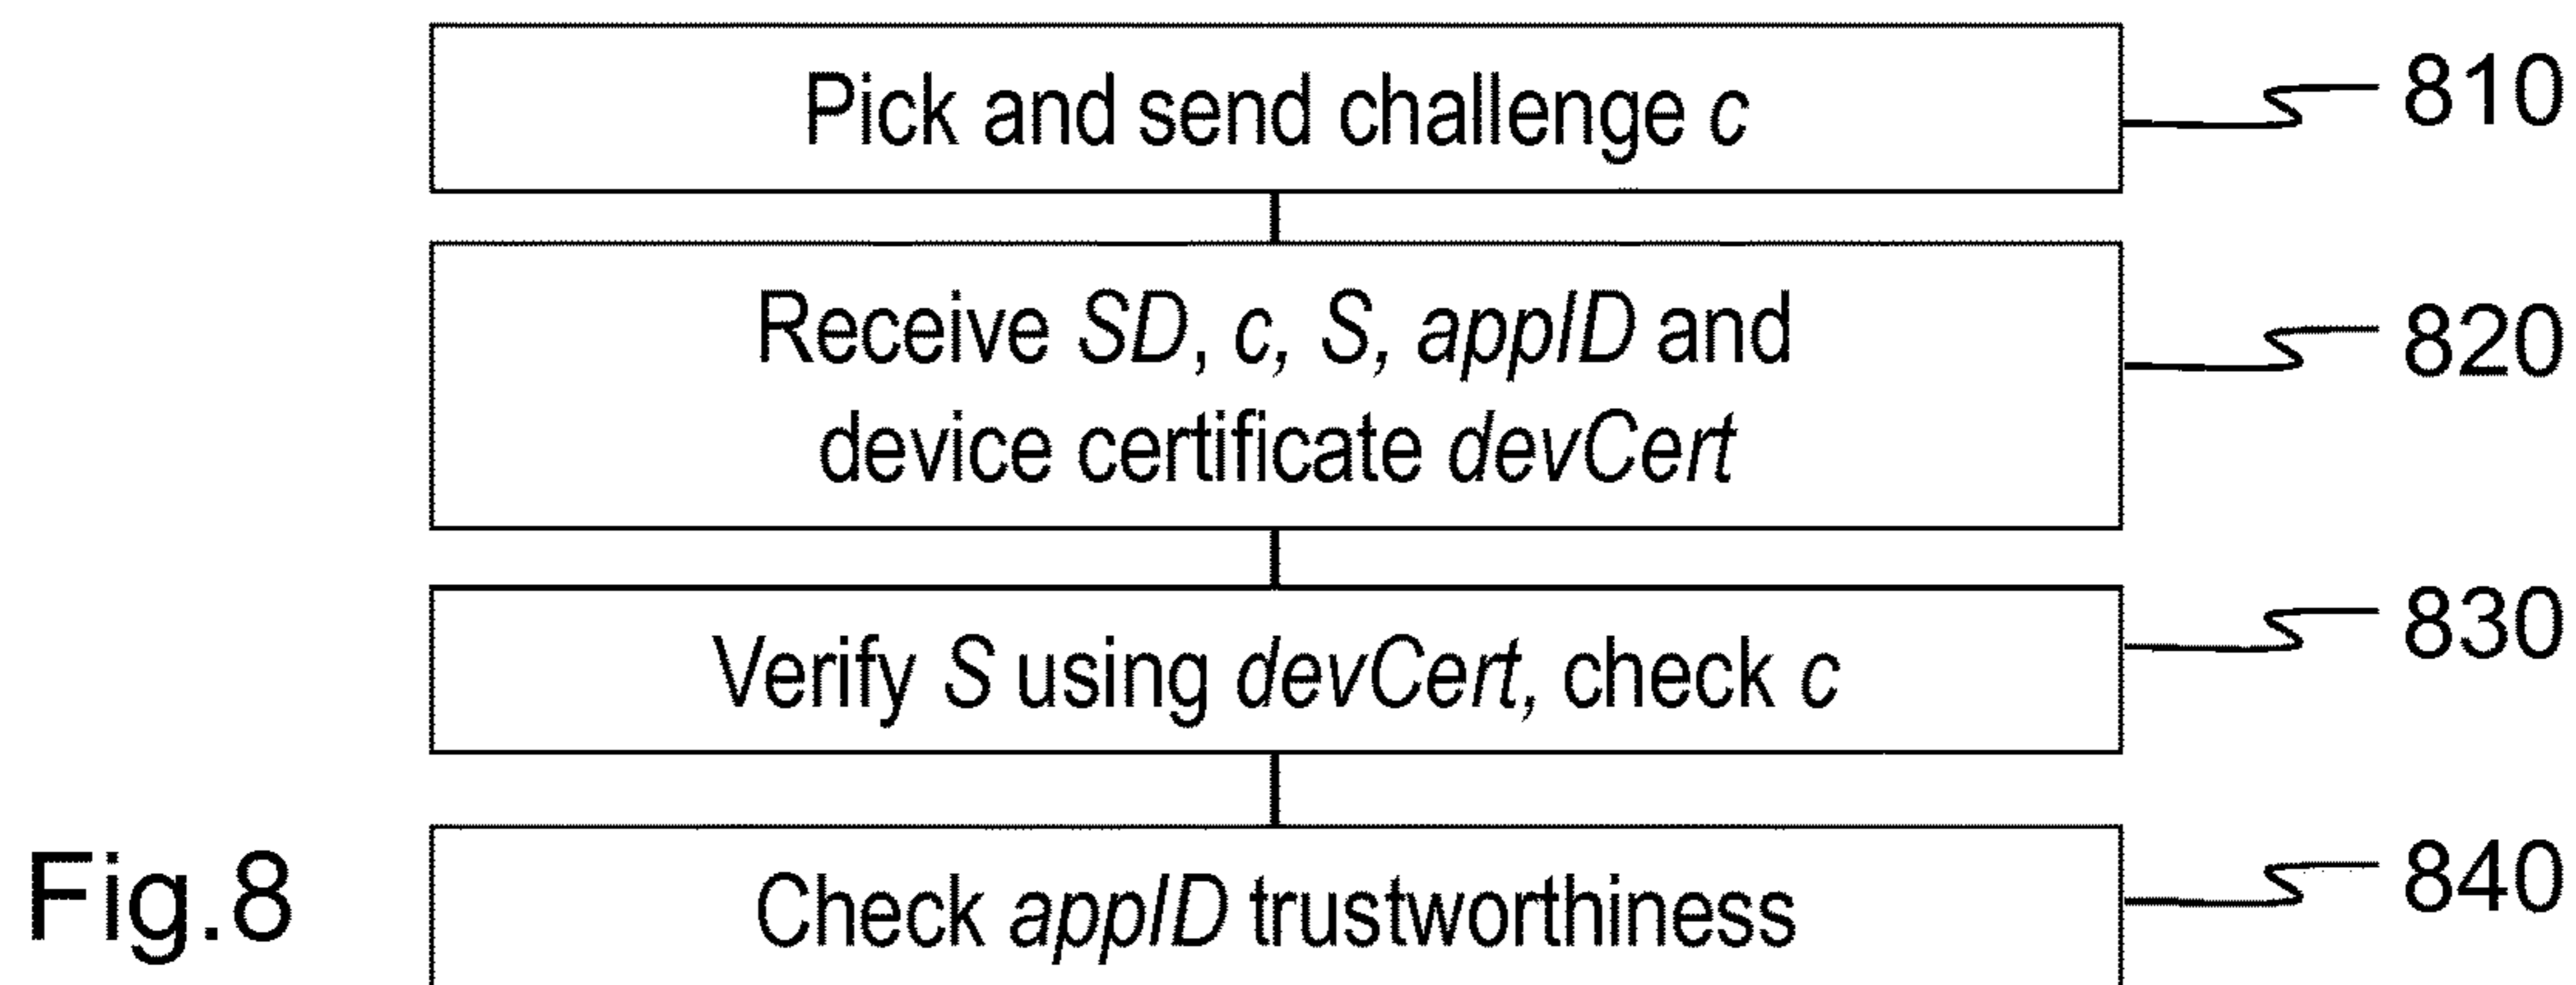 Pick and send challenge c
810
Receive SD, c, S, appID and
820
device certificate devCert
Verify S using devCert, check c
830
Check appID trustworthiness
840
Fig.8